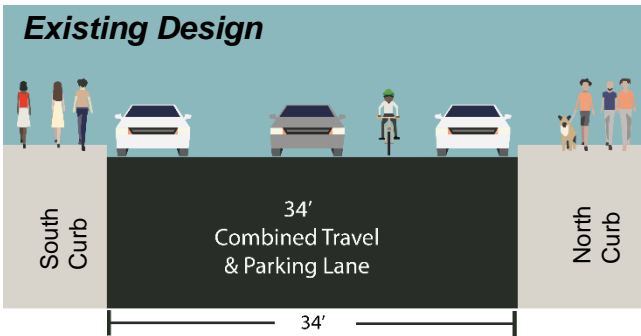 Existing Design
South
Curb
34'
Combined Travel
& Parking Lane
North
Curb
34'